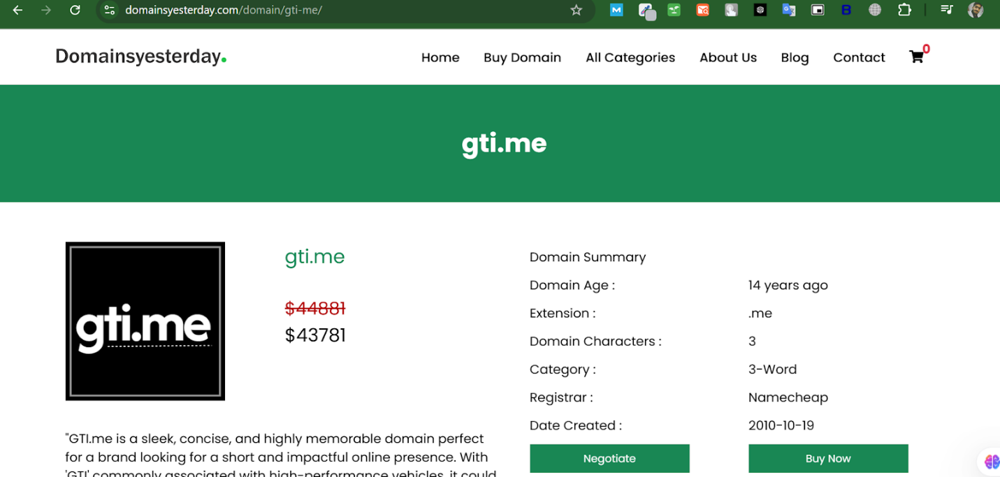 domainsyesterday.com/domain/gti-me/
Domainsyesterday.
Home Buy Domain All Categories About Us Blog Contact 0
gti.me
gti.me
gti.me
$44881
$43781
Domain Summary
Domain Age : 14 years ago
Extension : .me
Domain Characters : 3
Category : 3-Word
Registrar : Namecheap
Date Created : 2010-10-19
Negotiate Buy Now
"GTI.me is a sleek, concise, and highly memorable domain perfect
for a brand looking for a short and impactful online presence. With
'GTI' commonly associated with high-performance vehicles, it could